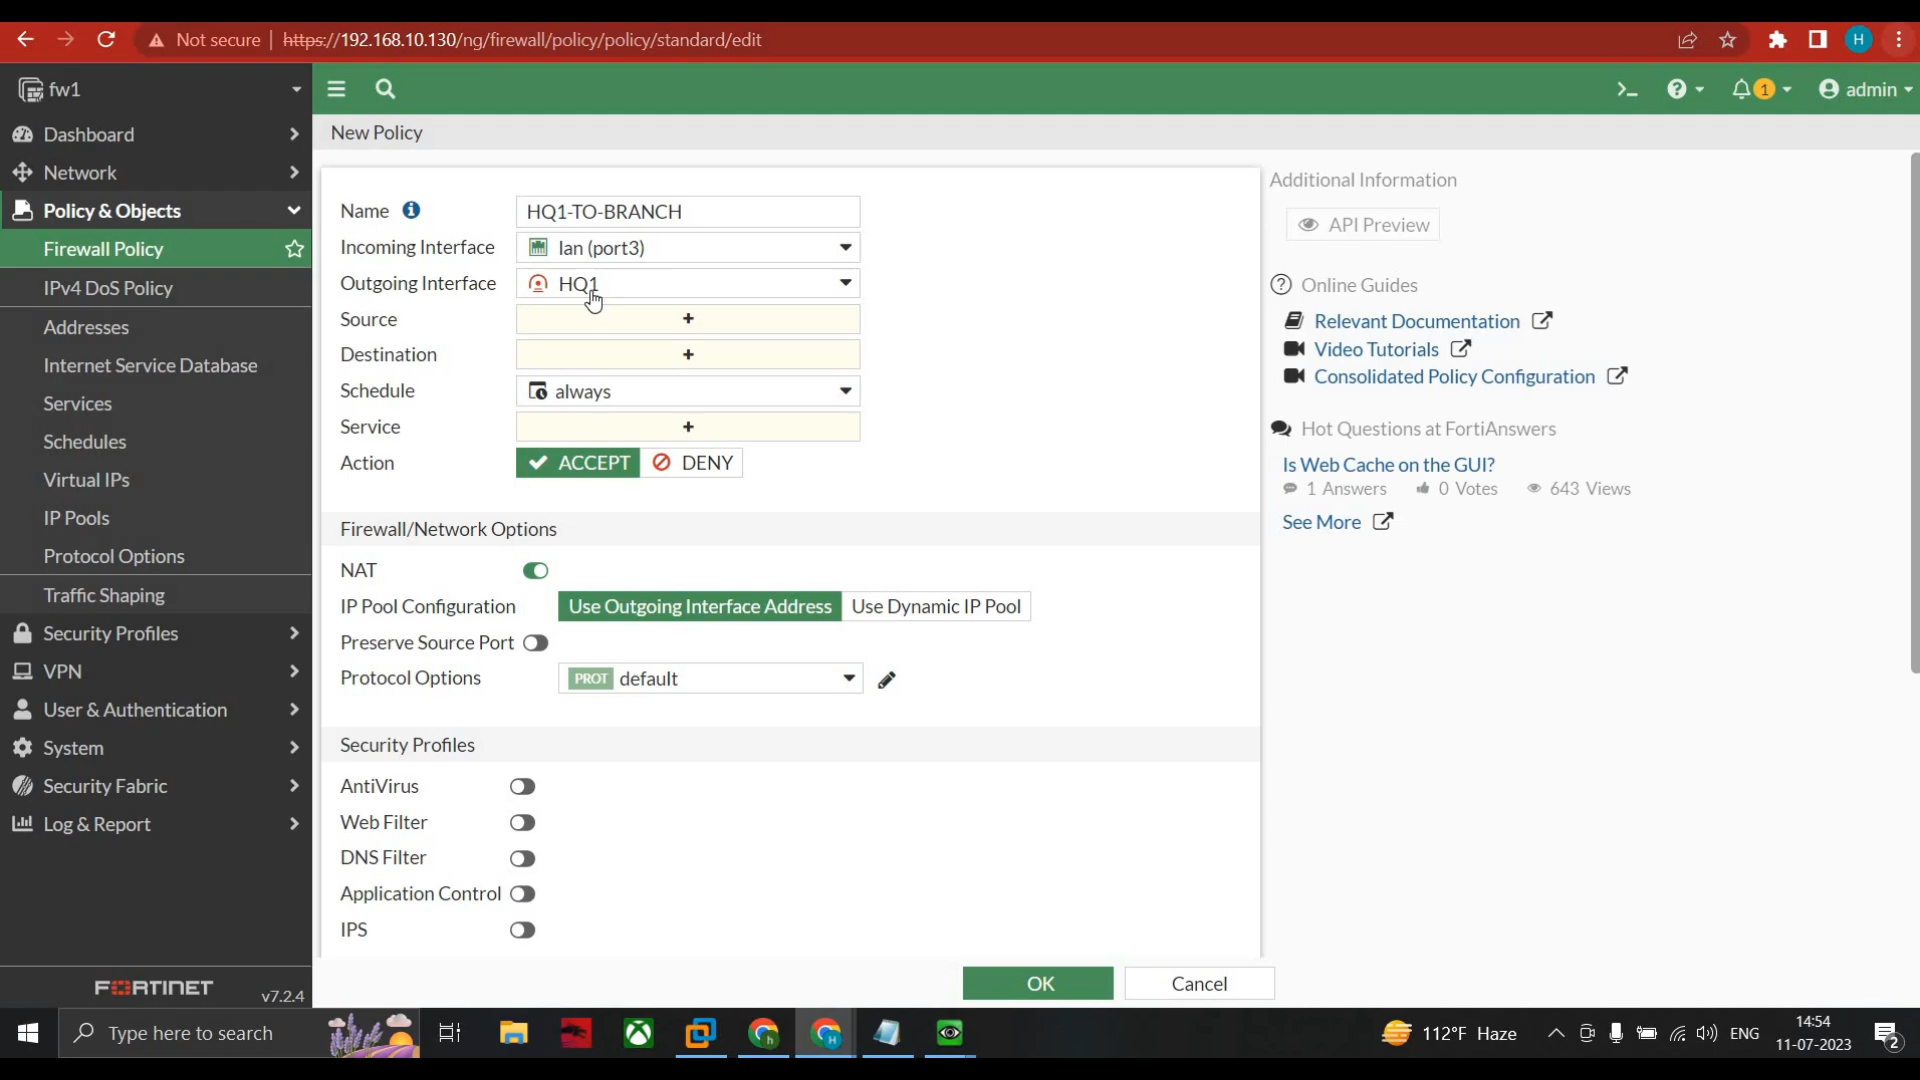 Not secure | https://192.168.10.130/ng/firewall/policy/policy/standard/edit
H
fw1
>_
?
1
admin
Dashboard
Network
Policy & Objects
Firewall Policy
IPv4 DoS Policy
Addresses
Internet Service Database
Services
Schedules
Virtual IPs
IP Pools
Protocol Options
Traffic Shaping
Security Profiles
VPN
User & Authentication
System
Security Fabric
Log & Report
FORTINET
v7.2.4
New Policy
Name HQ1-TO-BRANCH
Incoming Interface lan (port3)
Outgoing Interface HQ1
Source +
Destination +
Schedule always
Service +
Action ACCEPT DENY
Firewall/Network Options
NAT
IP Pool Configuration Use Outgoing Interface Address Use Dynamic IP Pool
Preserve Source Port
Protocol Options PROT default
Security Profiles
AntiVirus
Web Filter
DNS Filter
Application Control
IPS
OK Cancel
Additional Information
API Preview
Online Guides
Relevant Documentation
Video Tutorials
Consolidated Policy Configuration
Hot Questions at FortiAnswers
Is Web Cache on the GUI?
1 Answers 0 Votes 643 Views
See More
Type here to search
h
H
112°F Haze
ENG
14:54
11-07-2023
2